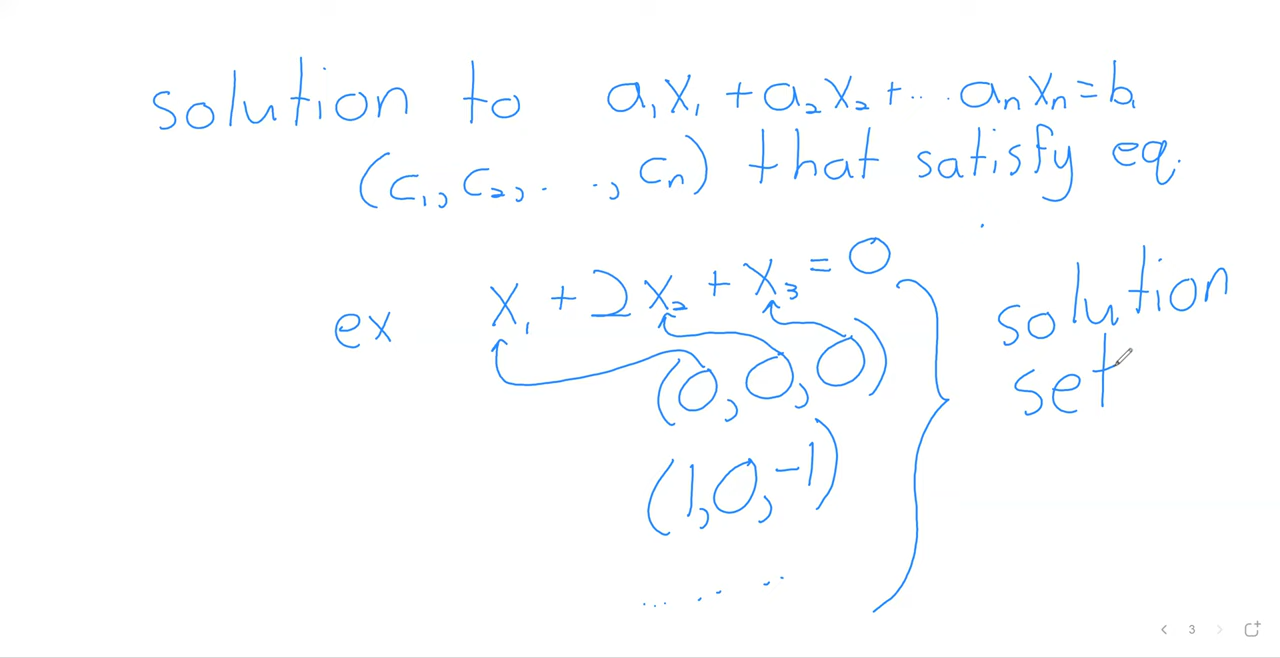 solution to a₁x₁ + a₂x₂ + ... anxn = b
(c₁, c₂, ..., cn) that satisfy eq.
ex x₁ + 2x₂ + x₃ = 0
(0, 0, 0)
(1, 0, -1)
.......
solution
set
3